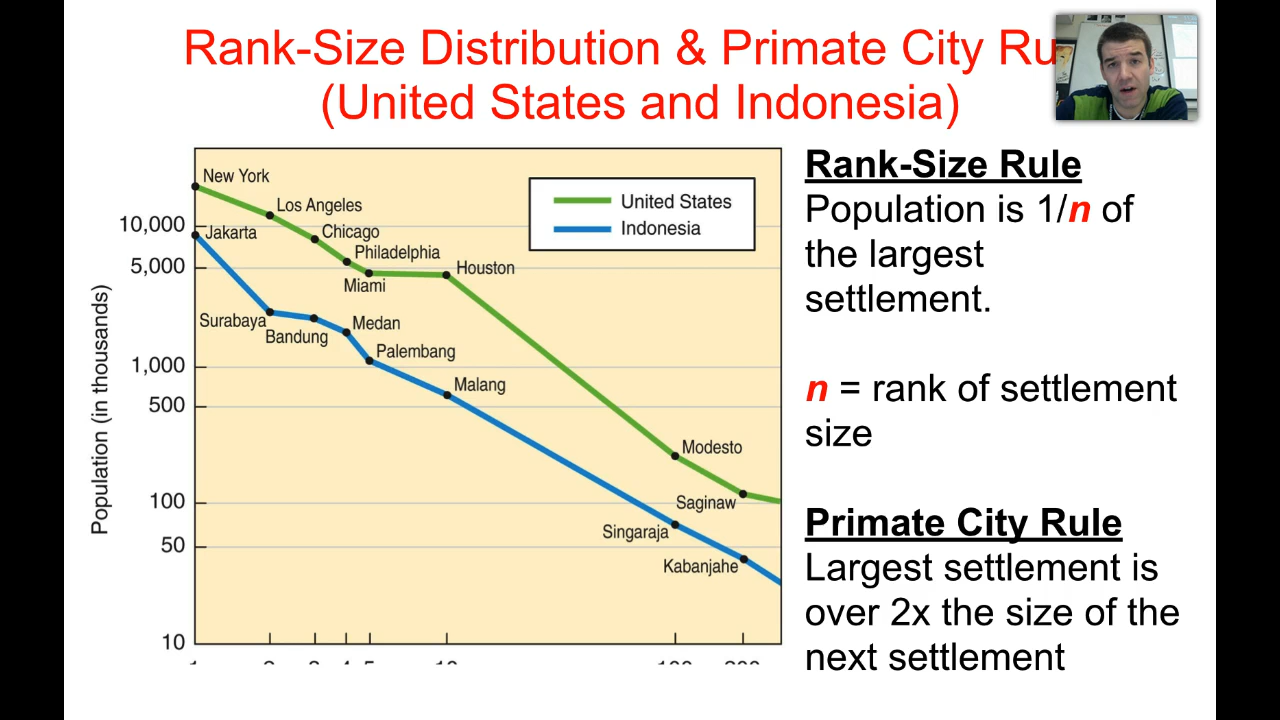 Rank-Size Distribution & Primate City Ru
(United States and Indonesia)
Rank-Size Rule
Population is 1/n of
the largest
settlement.
n = rank of settlement
size
Primate City Rule
Largest settlement is
over 2x the size of the
next settlement
United States
Indonesia
Population (in thousands)
10,000
5,000
1,000
500
100
50
10
New York
Los Angeles
Chicago
Philadelphia
Miami
Houston
Modesto
Saginaw
Jakarta
Surabaya
Bandung
Medan
Palembang
Malang
Singaraja
Kabanjahe